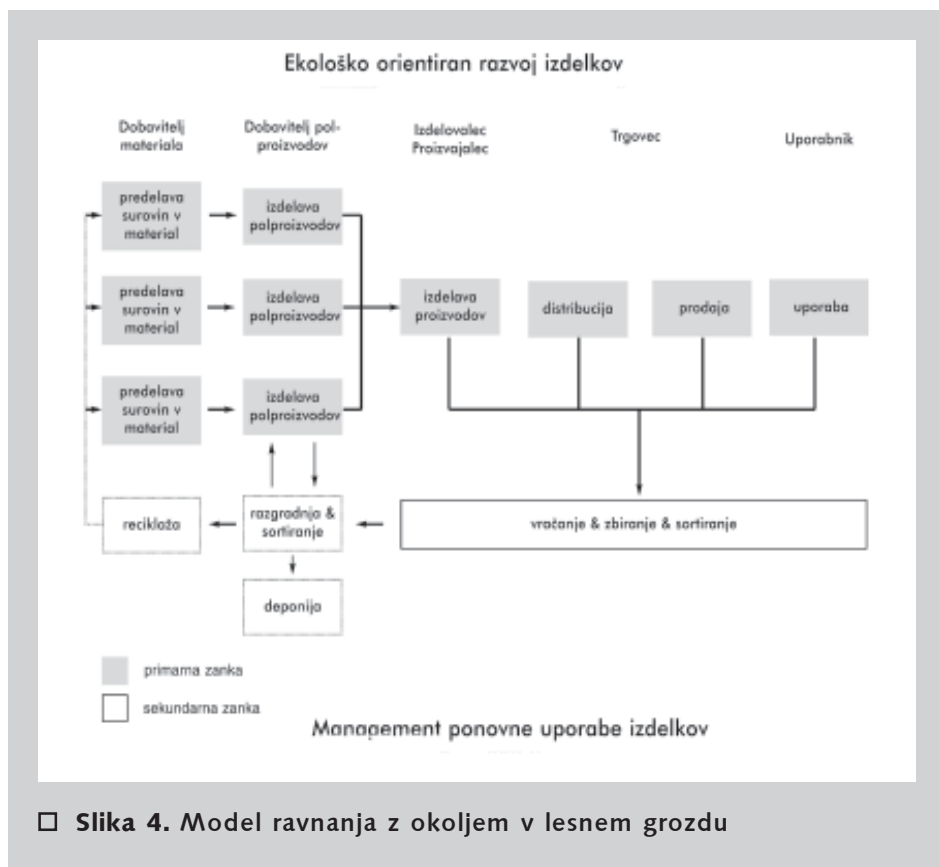 Ekološko orientiran razvoj izdelkov
Dobavitelj
materiala
Dobavitelj pol-
proizvodov
Izdelovalec
Proizvajalec
Trgovec
Uporabnik
predelava
surovin v
material
izdelava
polproizvodov
predelava
surovin v
material
izdelava
polproizvodov
izdelava
proizvodov
distribucija
prodaja
uporaba
predelava
surovin v
material
izdelava
polproizvodov
reciklaža
razgradnja &
sortiranje
vračanje & zbiranje & sortiranje
deponija
primarna zanka
sekundarna zanka
Management ponovne uporabe izdelkov
Slika 4. Model ravnanja z okoljem v lesnem grozdu